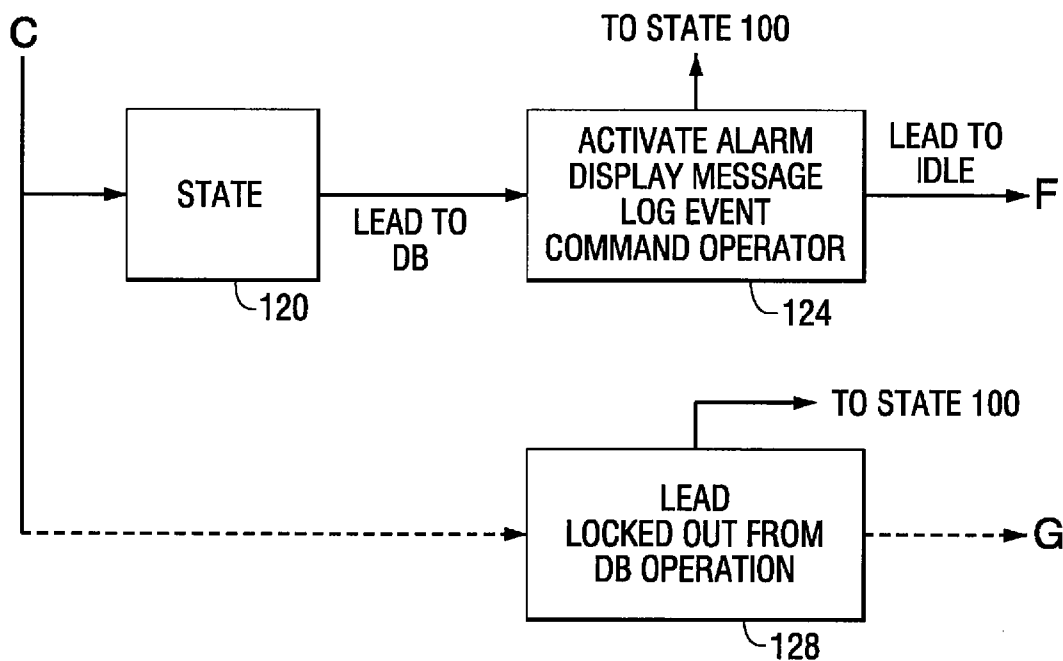 C
TO STATE 100
STATE
LEAD TO
DB
ACTIVATE ALARM
DISPLAY MESSAGE
LOG EVENT
COMMAND OPERATOR
LEAD TO
IDLE
F
120
124
TO STATE 100
LEAD
LOCKED OUT FROM
DB OPERATION
G
128